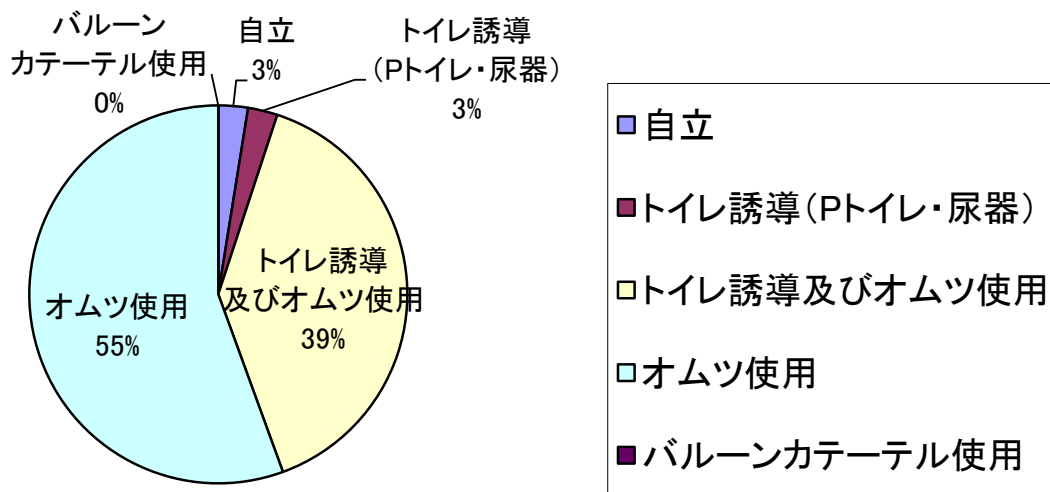 バルーン
カテーテル使用
0%
自立
3%
トイレ誘導
（Pトイレ・尿器）
3%
トイレ誘導
及びオムツ使用
39%
オムツ使用
55%
自立
トイレ誘導（Pトイレ・尿器）
トイレ誘導及びオムツ使用
オムツ使用
バルーンカテーテル使用